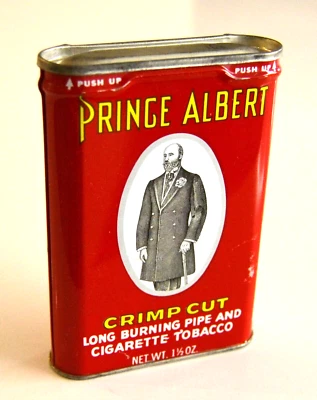 PUSH UP PUSH UP
PRINCE ALBERT
CRIMP CUT
LONG BURNING PIPE AND
CIGARETTE TOBACCO
NET WT. 1½ OZ.